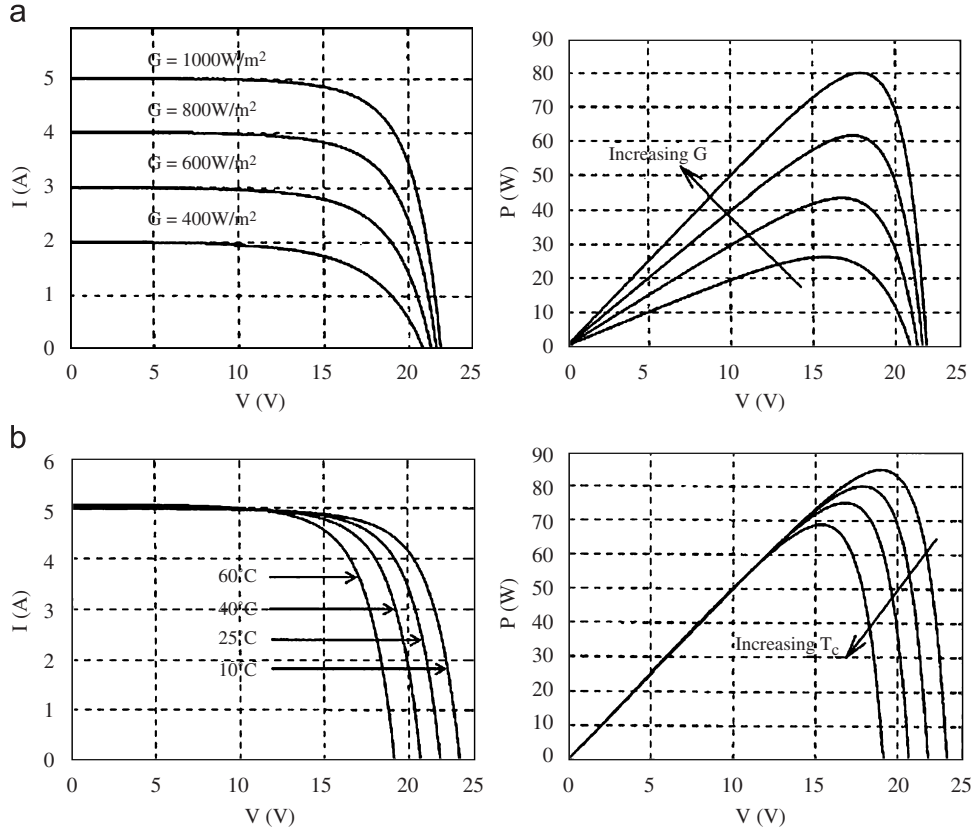 a
I (A)
5
4
3
2
1
0
G = 1000W/m²
G = 800W/m²
G = 600W/m²
G = 400W/m²
0 5 10 15 20 25
V (V)
P (W)
90
80
70
60
50
40
30
20
10
0
Increasing G
0 5 10 15 20 25
V (V)
b
I (A)
6
5
4
3
2
1
0
60°C
40°C
25°C
10°C
0 5 10 15 20 25
V (V)
P (W)
90
80
70
60
50
40
30
20
10
0
Increasing T_c
0 5 10 15 20 25
V (V)